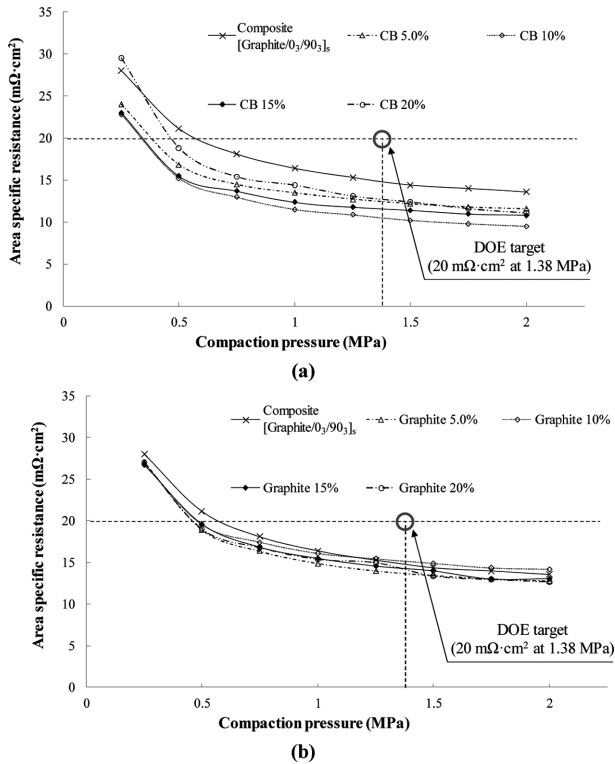 Composite
[Graphite/0₃/90₃]ₛ
CB 5.0%
CB 10%
CB 15%
CB 20%
Area specific resistance (mΩ·cm²)
35
30
25
20
15
10
5
0
DOE target
(20 mΩ·cm² at 1.38 MPa)
0 0.5 1 1.5 2
Compaction pressure (MPa)
(a)
Composite
[Graphite/0₃/90₃]ₛ
Graphite 5.0%
Graphite 10%
Graphite 15%
Graphite 20%
Area specific resistance (mΩ·cm²)
35
30
25
20
15
10
5
0
DOE target
(20 mΩ·cm² at 1.38 MPa)
0 0.5 1 1.5 2
Compaction pressure (MPa)
(b)